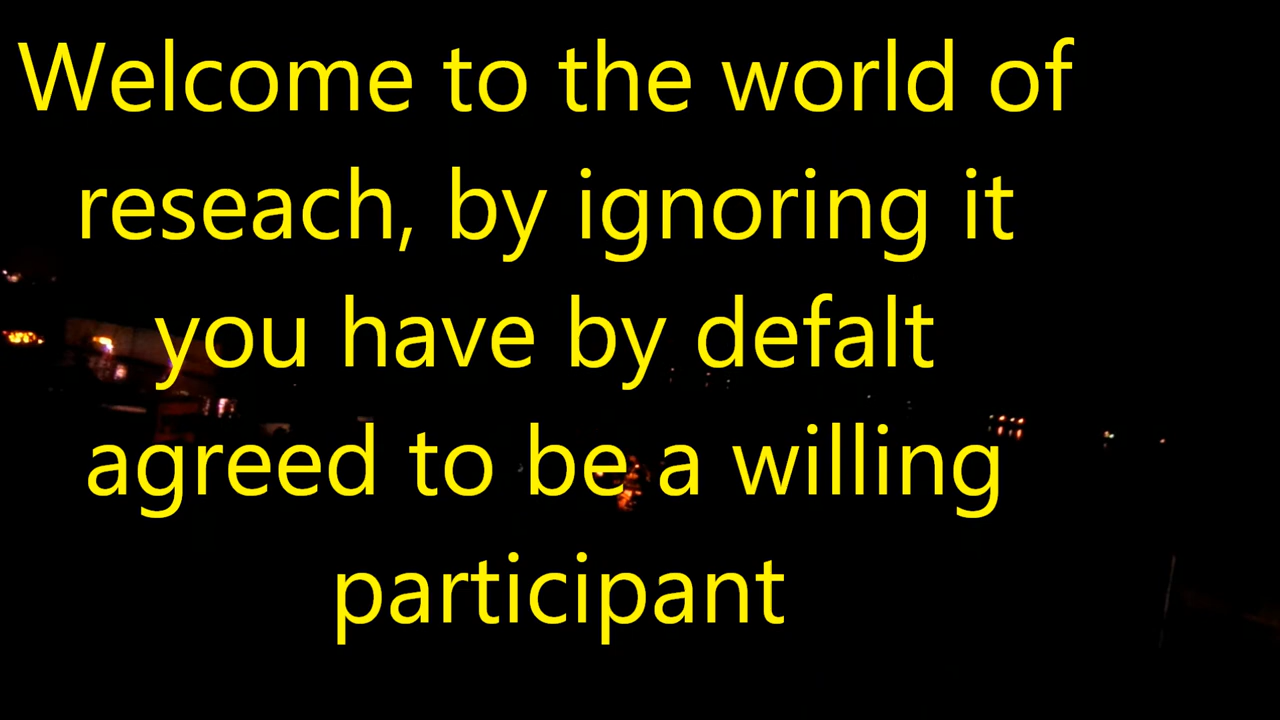 Welcome to the world of
reseach, by ignoring it
you have by defalt
agreed to be a willing
participant